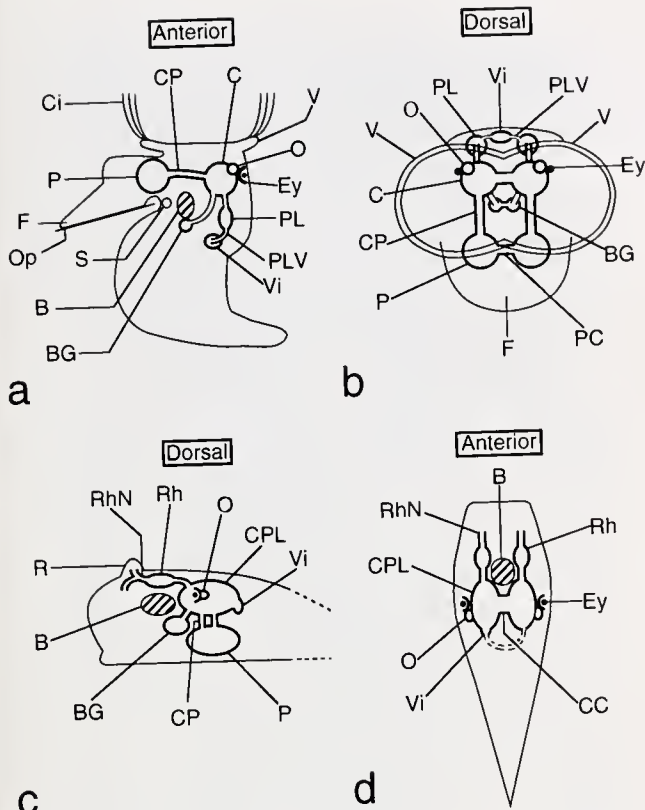 Anterior
CP C
Ci V
O
P Ey
F PL
Op S PLV
B Vi
BG
a
Dorsal
Vi
PL PLV
O V
V
Ey
C
CP
BG
P
PC
F
b
Dorsal
RhN Rh O
CPL
R Vi
B
BG CP P
c
Anterior
B
RhN Rh
CPL
Ey
O
Vi CC
d